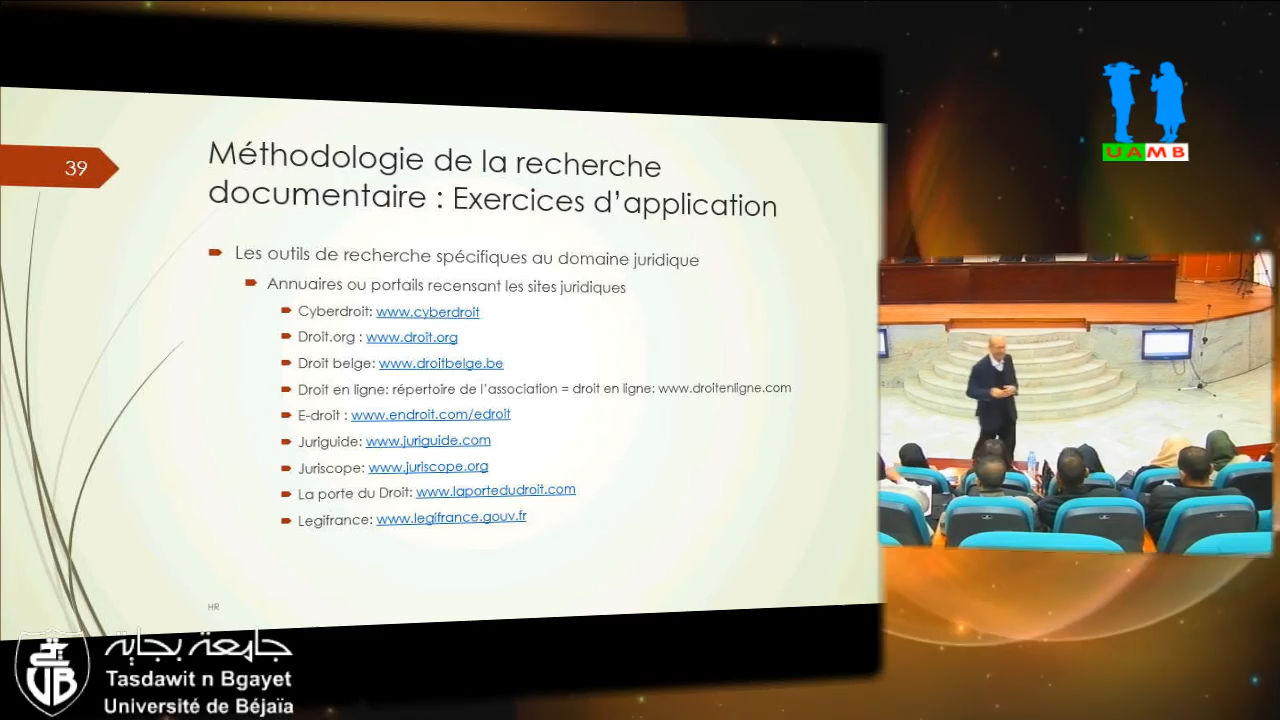 39
Méthodologie de la recherche
documentaire : Exercices d’application
Les outils de recherche spécifiques au domaine juridique
Annuaires ou portails recensant les sites juridiques
Cyberdroit: www.cyberdroit
Droit.org : www.droit.org
Droit belge: www.droitbelge.be
Droit en ligne: répertoire de l’association = droit en ligne: www.droitenligne.com
E-droit : www.endroit.com/edroit
Juriguide: www.juriguide.com
Juriscope: www.juriscope.org
La porte du Droit: www.laportedudroit.com
Legifrance: www.legifrance.gouv.fr
HR
UAMB
جامعة بجاية
Tasdawit n Bgayet
Université de Béjaïa
UB